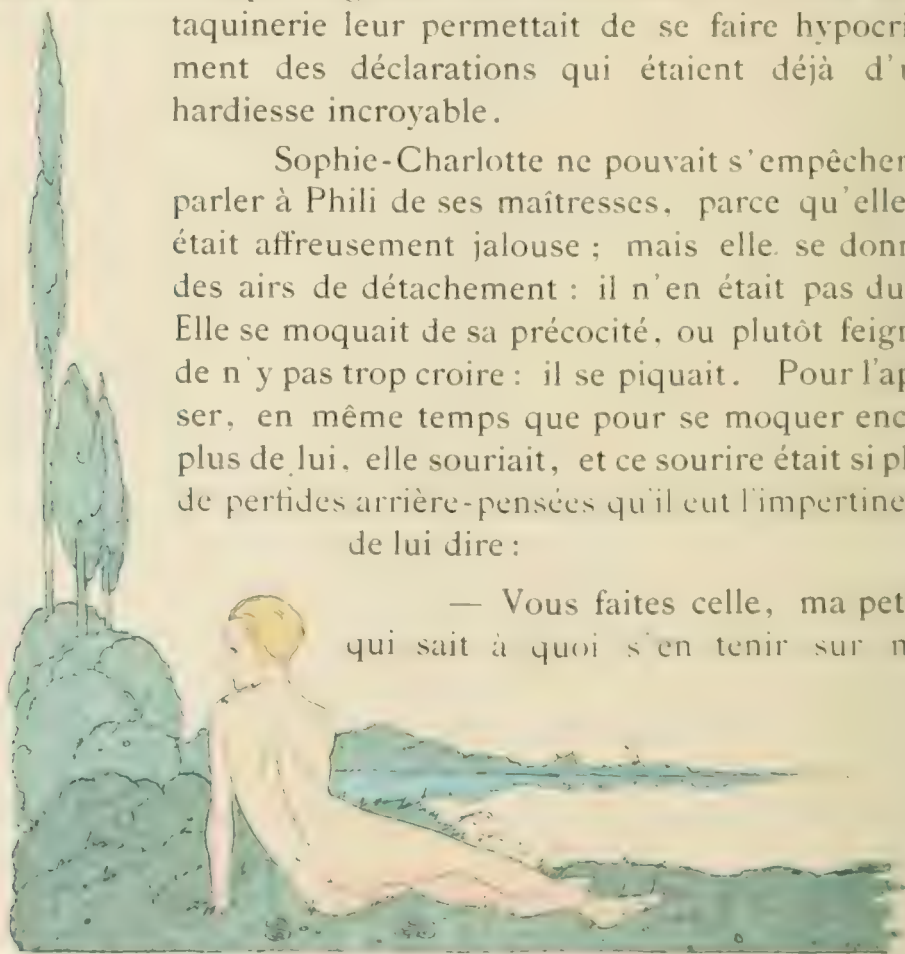 taquinerie leur permettait de se faire hypocri
ment des déclarations qui étaient déjà d'u
hardiesse incroyable.
Sophie-Charlotte ne pouvait s'empêcher
parler à Phili de ses maîtresses, parce qu'elle
était affreusement jalouse ; mais elle se donn
des airs de détachement : il n'en était pas du
Elle se moquait de sa précocité, ou plutôt feign
de n'y pas trop croire : il se piquait. Pour l'ap
ser, en même temps que pour se moquer enc
plus de lui, elle souriait, et ce sourire était si pl
de perfides arrière-pensées qu'il eut l'impertine
de lui dire :
— Vous faites celle, ma pet
qui sait à quoi s'en tenir sur m